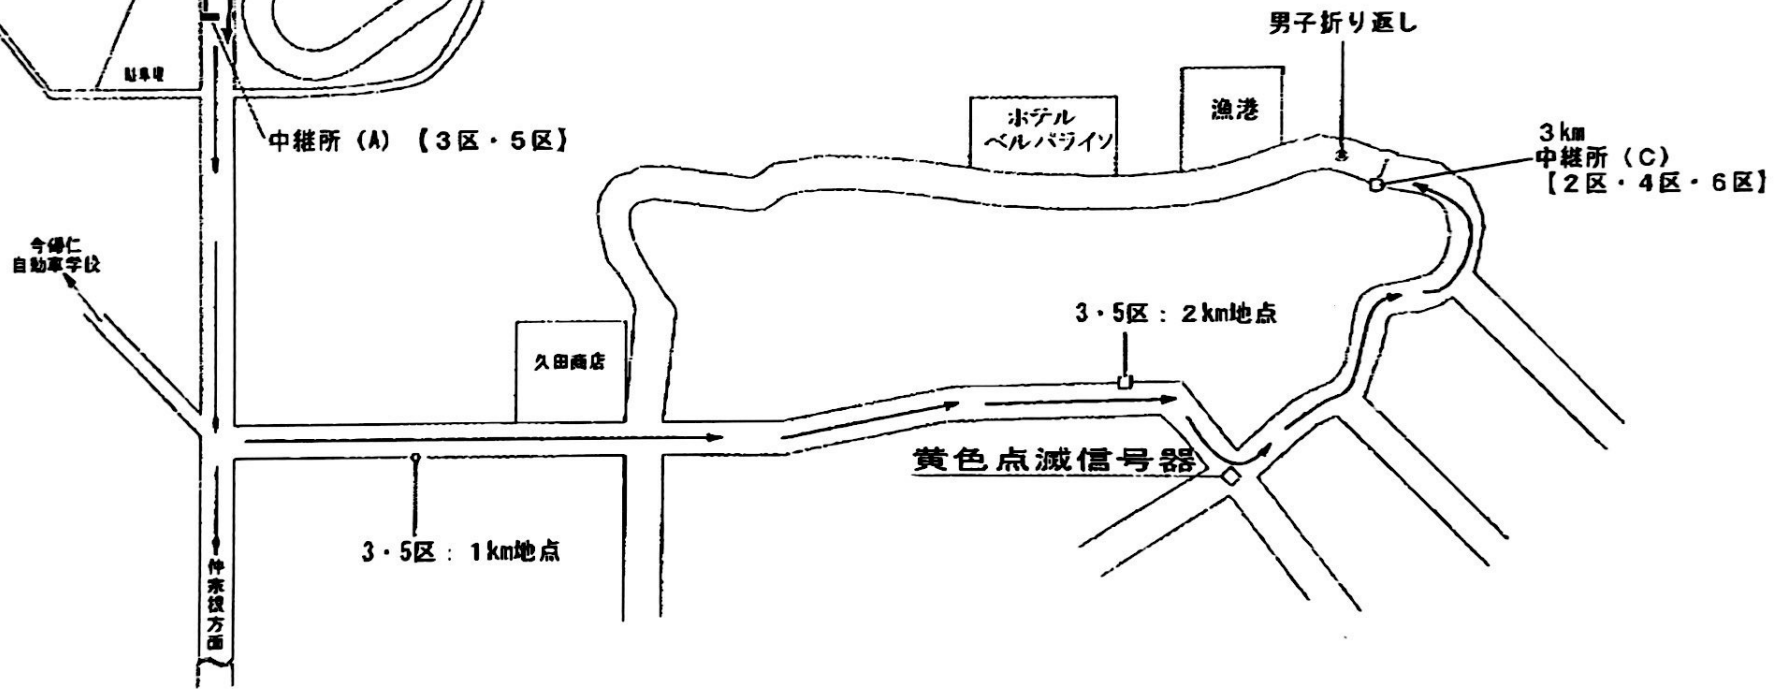 男子折り返し
駐車場
中継所（A）【3区・5区】
ホテル
ベルパライソ
漁港
3km
中継所（C）
【2区・4区・6区】
今帰仁
自動車学校
3・5区：2km地点
久田商店
黄色点滅信号器
3・5区：1km地点
仲宗根方面